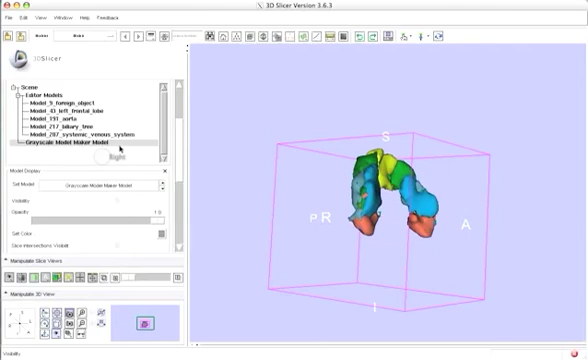 3D Slicer Version 3.6.3
File Edit View Window Help Feedback
3DSlicer
Scene
Editor Models
Model_5_foreign_object
Model_43_left_frontal_lobe
Model_191_aorta
Model_217_biliary_tree
Model_287_systemic_venous_system
Grayscale Model Maker Model
Right
Model Display
Set Model Grayscale Model Maker Model
Visibility
Opacity 1.0
Set Color
Slice Intersections Visible
Manipulate Slice Views
Manipulate 3D View
S
P R
A
I
Visibility